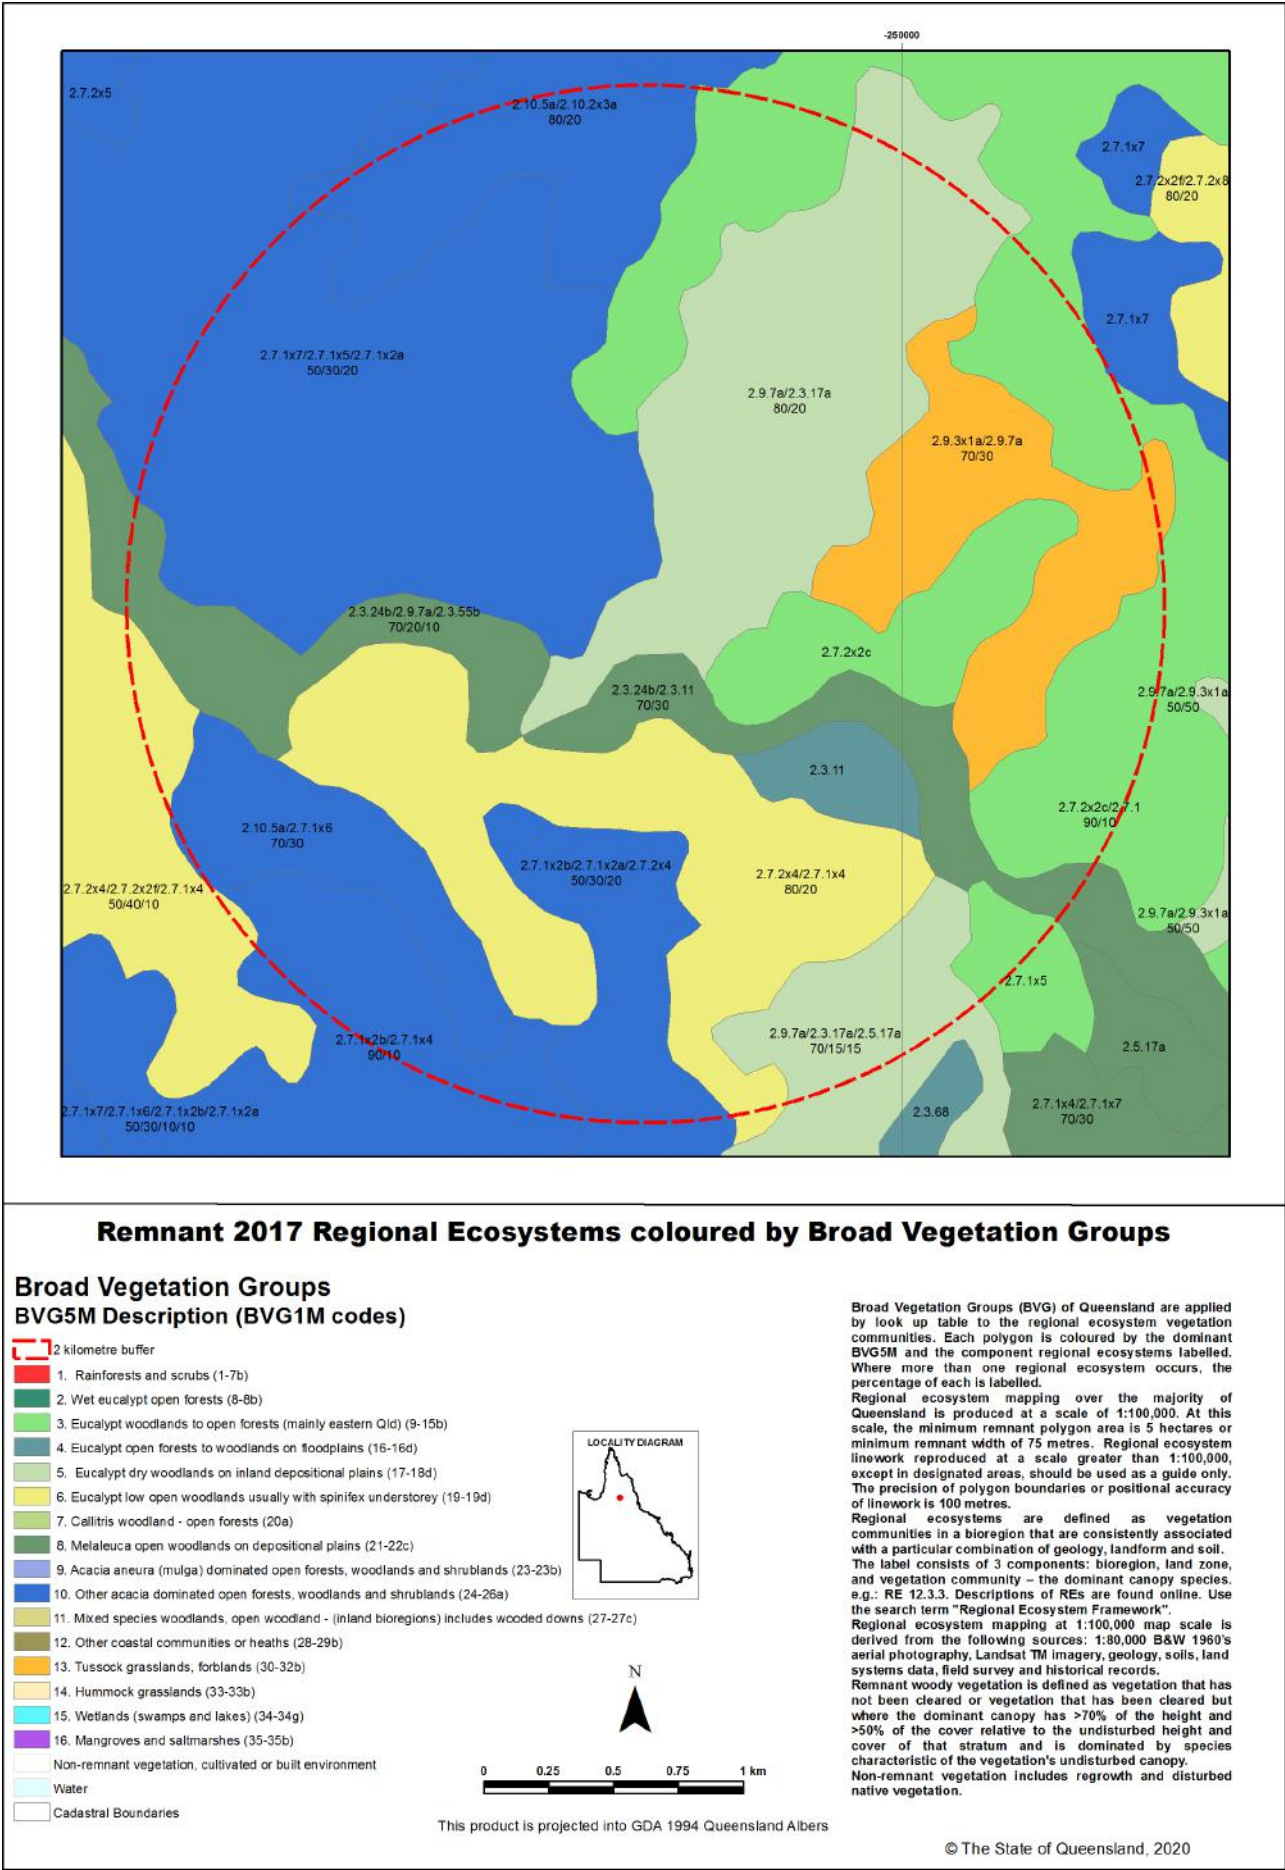 -250000
2.7.2x5
2.10.5a/2.10.2x3a
80/20
2.7.1x7
2.7.2x2f/2.7.2x8
80/20
2.7.1x7
2.7.1x7/2.7.1x5/2.7.1x2a
50/30/20
2.9.7a/2.3.17a
80/20
2.9.3x1a/2.9.7a
70/30
2.3.24b/2.9.7a/2.3.55b
70/20/10
2.7.2x2c
2.3.24b/2.3.11
70/30
2.9.7a/2.9.3x1a
50/50
2.3.11
2.7.2x2c/2.7.1
90/10
2.10.5a/2.7.1x6
70/30
2.7.1x2b/2.7.1x2a/2.7.2x4
50/30/20
2.7.2x4/2.7.1x4
80/20
2.7.2x4/2.7.2x2f/2.7.1x4
50/40/10
2.9.7a/2.9.3x1a
50/50
2.7.1x5
2.7.1x2b/2.7.1x4
90/10
2.9.7a/2.3.17a/2.5.17a
70/15/15
2.5.17a
2.7.1x7/2.7.1x6/2.7.1x2b/2.7.1x2a
50/30/10/10
2.3.68
2.7.1x4/2.7.1x7
70/30
Remnant 2017 Regional Ecosystems coloured by Broad Vegetation Groups
Broad Vegetation Groups
BVG5M Description (BVG1M codes)
2 kilometre buffer
1. Rainforests and scrubs (1-7b)
2. Wet eucalypt open forests (8-8b)
3. Eucalypt woodlands to open forests (mainly eastern Qld) (9-15b)
4. Eucalypt open forests to woodlands on floodplains (16-16d)
5. Eucalypt dry woodlands on inland depositional plains (17-18d)
6. Eucalypt low open woodlands usually with spinifex understorey (19-19d)
7. Callitris woodland - open forests (20a)
8. Melaleuca open woodlands on depositional plains (21-22c)
9. Acacia aneura (mulga) dominated open forests, woodlands and shrublands (23-23b)
10. Other acacia dominated open forests, woodlands and shrublands (24-26a)
11. Mixed species woodlands, open woodland - (inland bioregions) includes wooded downs (27-27c)
12. Other coastal communities or heaths (28-29b)
13. Tussock grasslands, forblands (30-32b)
14. Hummock grasslands (33-33b)
15. Wetlands (swamps and lakes) (34-34g)
16. Mangroves and saltmarshes (35-35b)
Non-remnant vegetation, cultivated or built environment
Water
Cadastral Boundaries
LOCALITY DIAGRAM
N
0 0.25 0.5 0.75 1 km
This product is projected into GDA 1994 Queensland Albers
Broad Vegetation Groups (BVG) of Queensland are applied
by look up table to the regional ecosystem vegetation
communities. Each polygon is coloured by the dominant
BVG5M and the component regional ecosystems labelled.
Where more than one regional ecosystem occurs, the
percentage of each is labelled.
Regional ecosystem mapping over the majority of
Queensland is produced at a scale of 1:100,000. At this
scale, the minimum remnant polygon area is 5 hectares or
minimum remnant width of 75 metres. Regional ecosystem
linework reproduced at a scale greater than 1:100,000,
except in designated areas, should be used as a guide only.
The precision of polygon boundaries or positional accuracy
of linework is 100 metres.
Regional ecosystems are defined as vegetation
communities in a bioregion that are consistently associated
with a particular combination of geology, landform and soil.
The label consists of 3 components: bioregion, land zone,
and vegetation community – the dominant canopy species.
e.g.: RE 12.3.3. Descriptions of REs are found online. Use
the search term "Regional Ecosystem Framework".
Regional ecosystem mapping at 1:100,000 map scale is
derived from the following sources: 1:80,000 B&W 1960's
aerial photography, Landsat TM imagery, geology, soils, land
systems data, field survey and historical records.
Remnant woody vegetation is defined as vegetation that has
not been cleared or vegetation that has been cleared but
where the dominant canopy has >70% of the height and
>50% of the cover relative to the undisturbed height and
cover of that stratum and is dominated by species
characteristic of the vegetation's undisturbed canopy.
Non-remnant vegetation includes regrowth and disturbed
native vegetation.
© The State of Queensland, 2020